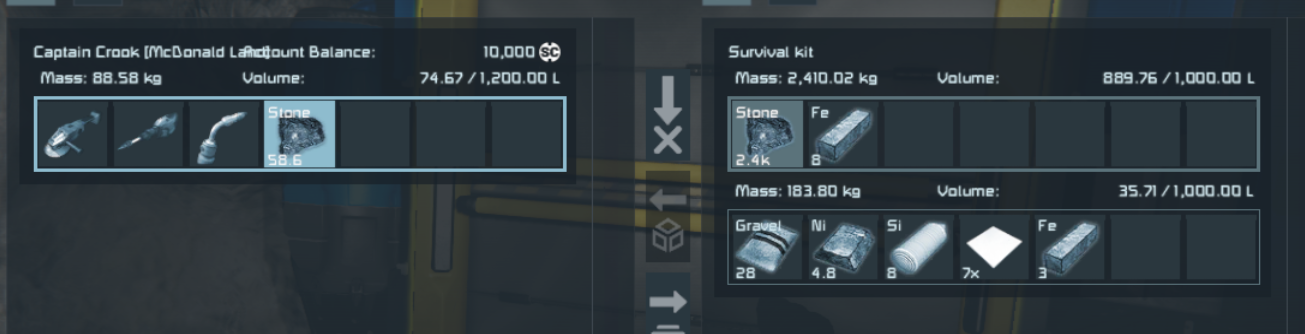 Captain Crook [McDonald Land] Account Balance: 10,000 SC
Mass: 88.58 kg Volume: 74.67 / 1,200.00 L
Stone
58.6
Survival kit
Mass: 2,410.02 kg Volume: 889.76 / 1,000.00 L
Stone Fe
2.4k 8
Mass: 183.80 kg Volume: 35.71 / 1,000.00 L
Gravel Ni Si Fe
28 4.8 8 7x 3